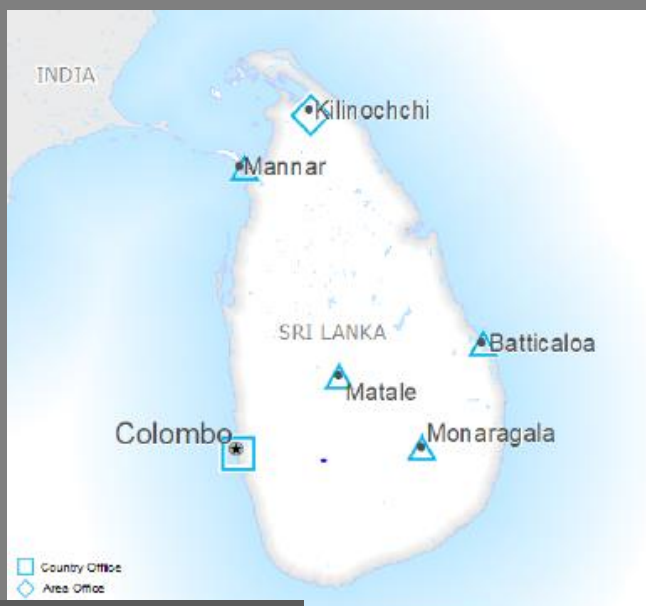 INDIA
Kilinochchi
Mannar
SRI LANKA
Batticaloa
Matale
Colombo
Monaragala
Country Office
Area Office